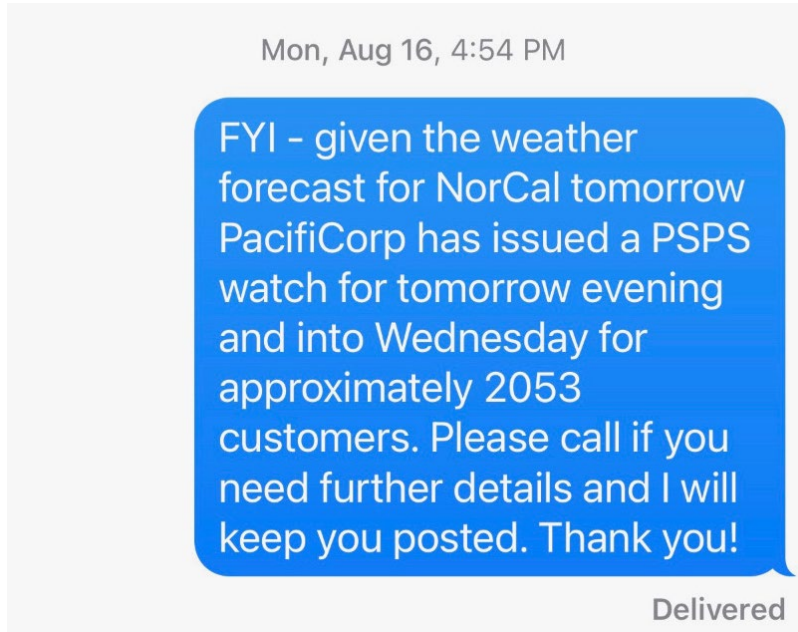 Mon, Aug 16, 4:54 PM
FYI - given the weather
forecast for NorCal tomorrow
PacifiCorp has issued a PSPS
watch for tomorrow evening
and into Wednesday for
approximately 2053
customers. Please call if you
need further details and I will
keep you posted. Thank you!
Delivered